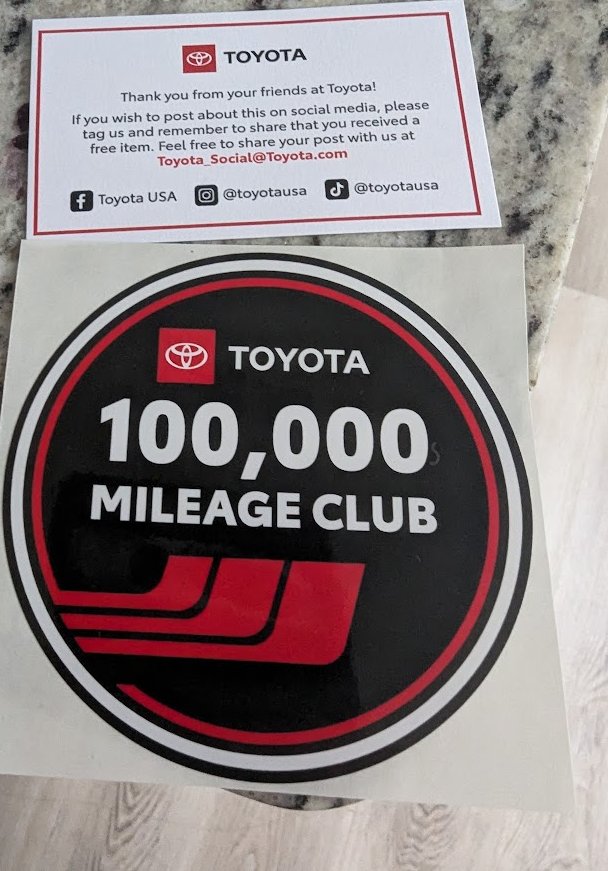 TOYOTA
Thank you from your friends at Toyota!
If you wish to post about this on social media, please
tag us and remember to share that you received a
free item. Feel free to share your post with us at
Toyota_Social@Toyota.com
Toyota USA @toyotausa @toyotausa
TOYOTA
100,000
MILEAGE CLUB